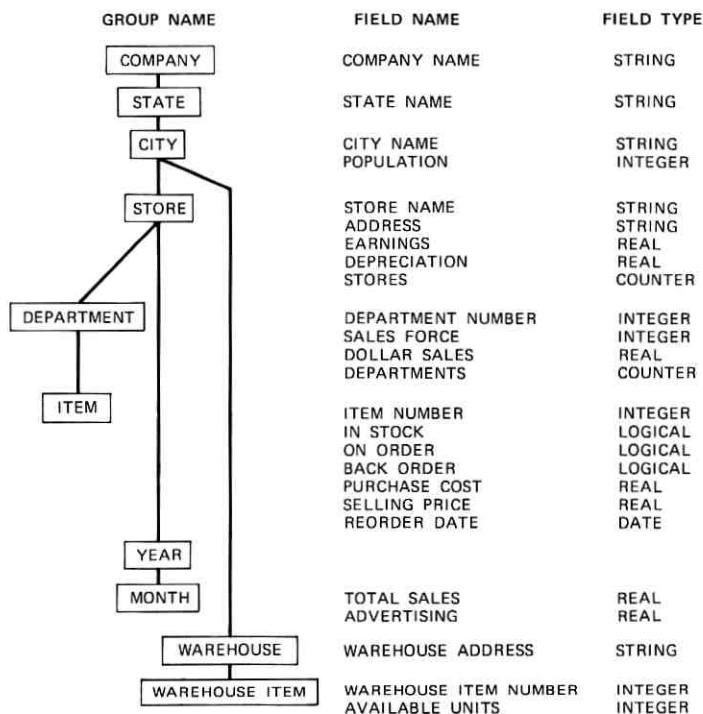 GROUP NAME FIELD NAME FIELD TYPE
COMPANY COMPANY NAME STRING
STATE STATE NAME STRING
CITY CITY NAME STRING
POPULATION INTEGER
STORE STORE NAME STRING
ADDRESS STRING
EARNINGS REAL
DEPRECIATION REAL
STORES COUNTER
DEPARTMENT DEPARTMENT NUMBER INTEGER
SALES FORCE INTEGER
DOLLAR SALES REAL
DEPARTMENTS COUNTER
ITEM ITEM NUMBER INTEGER
IN STOCK LOGICAL
ON ORDER LOGICAL
BACK ORDER LOGICAL
PURCHASE COST REAL
SELLING PRICE REAL
REORDER DATE DATE
YEAR
MONTH TOTAL SALES REAL
ADVERTISING REAL
WAREHOUSE WAREHOUSE ADDRESS STRING
WAREHOUSE ITEM WAREHOUSE ITEM NUMBER INTEGER
AVAILABLE UNITS INTEGER